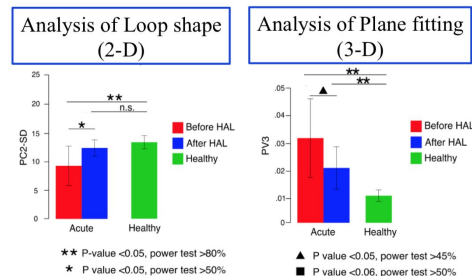 Analysis of Loop shape
(2-D)
25
20
15
10
5
0
PC2-SD
**
n.s.
*
Before HAL
After HAL
Healthy
Acute
Healthy
** P-value <0.05, power test >80%
* P value <0.05, power test >50%
Analysis of Plane fitting
(3-D)
.05
.04
.03
.02
.01
0
PV3
**
**
▲
Before HAL
After HAL
Healthy
Acute
Healthy
▲ P value <0.05, power test >45%
■ P value <0.05, power test >50%